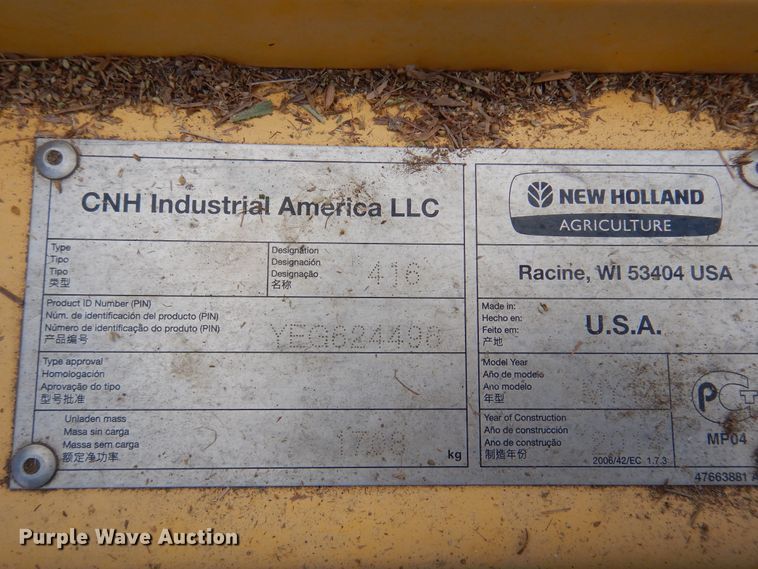 CNH Industrial America LLC
NEW HOLLAND
AGRICULTURE
Racine, WI 53404 USA
Type
Tipo
Tipo
类型
Designation
Designación
Designação
名称
416
Product ID Number (PIN)
Núm. de identificación del producto (PIN)
Número de identificação do produto (PIN)
产品编号
YEG624496
Made in:
Hecho en:
Feito em:
产地
U.S.A.
Type approval
Homologación
Aprovação do tipo
型号批准
Model Year
Año de modelo
Ano modelo
年型
Unladen mass
Masa sin carga
Massa sem carga
额定净功率
kg
Year of Construction
Año de construcción
Ano de construção
制造年份
2006/42/EC 1.7.3
MP04
47663881 A
Purple Wave Auction